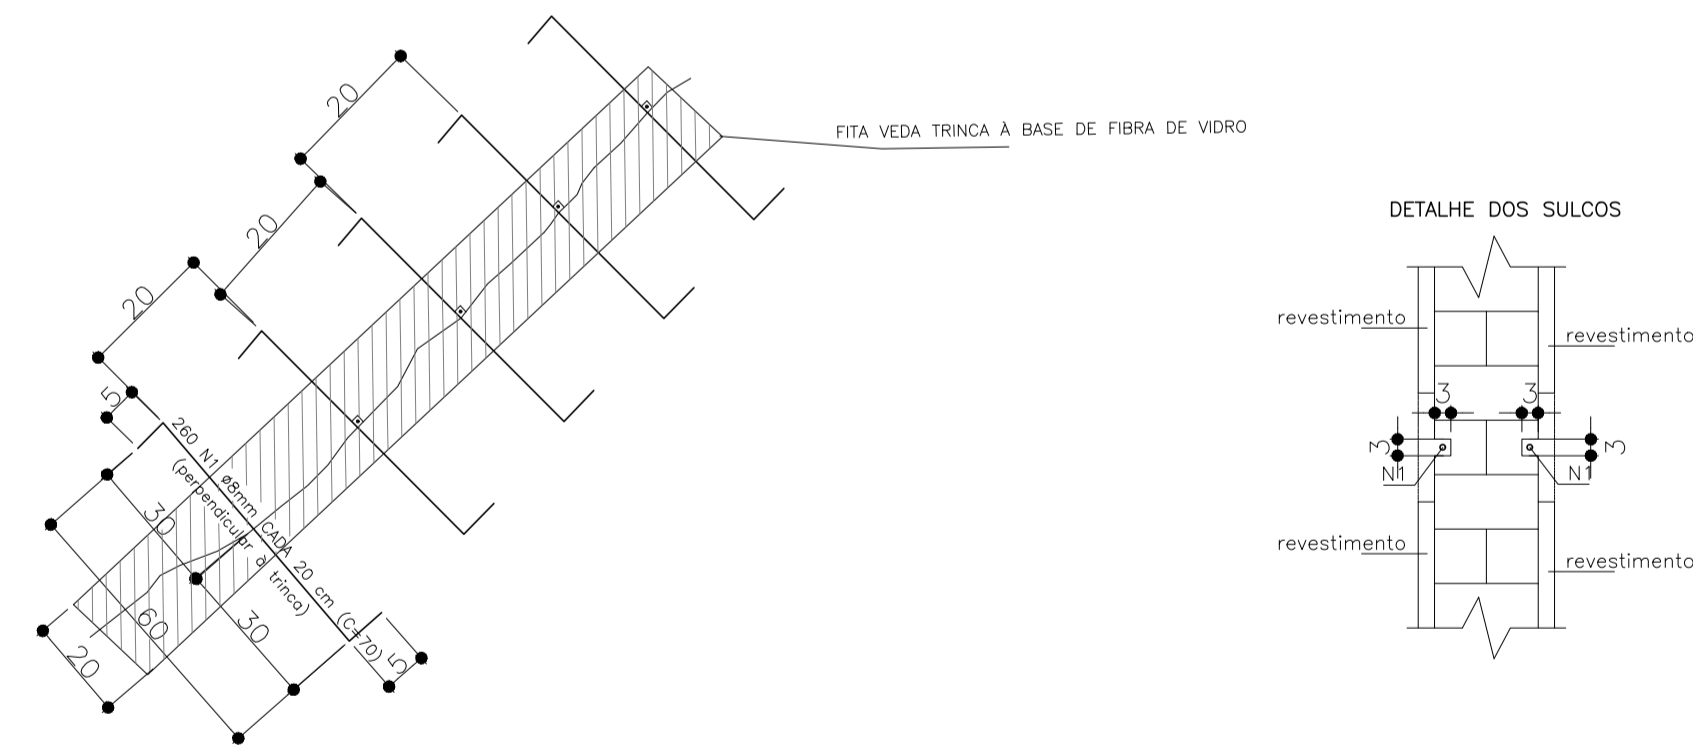 20
FITA VEDA TRINCA À BASE DE FIBRA DE VIDRO
20
20
5
260 N1 ø8mm CADA 20 cm (C=70)
(perpendicular à trinca)
30
60
30
20
5
DETALHE DOS SULCOS
revestimento
revestimento
3
3
3
3
N1
N1
revestimento
revestimento